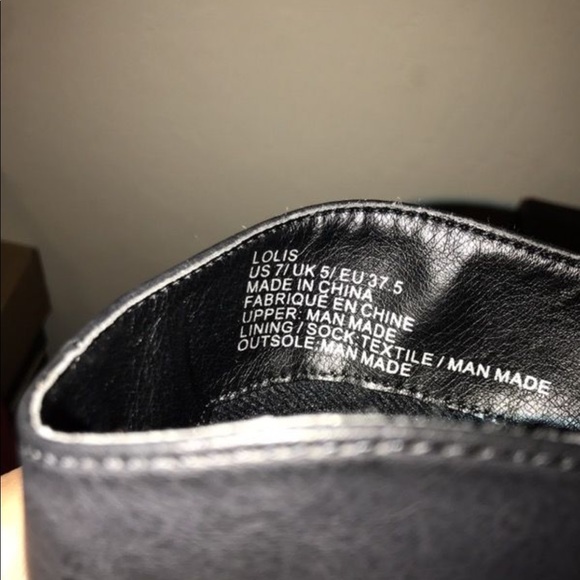 LOLIS
US 7/ UK 5/ EU 37.5
MADE IN CHINA
FABRIQUE EN CHINE
UPPER: MAN MADE
LINING / SOCK:TEXTILE / MAN MADE
OUTSOLE:MAN MADE